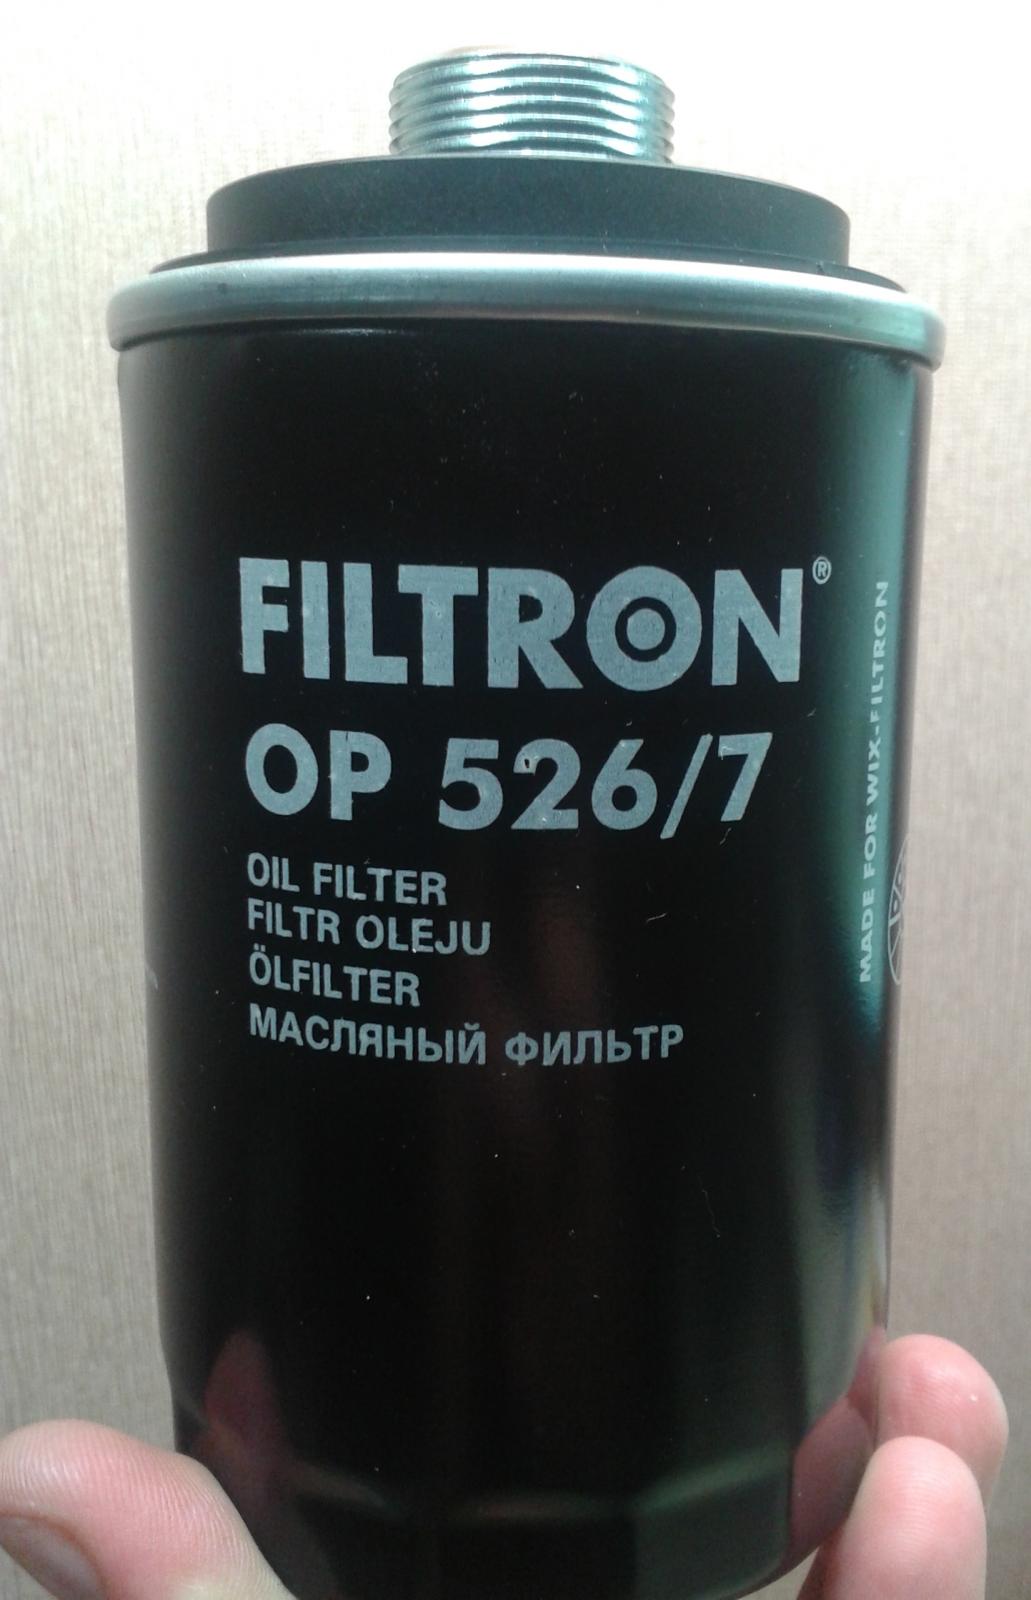 FILTRON®
OP 526/7
OIL FILTER
FILTR OLEJU
ÖLFILTER
МАСЛЯНЫЙ ФИЛЬТР
MADE FOR WIX-FILTRON